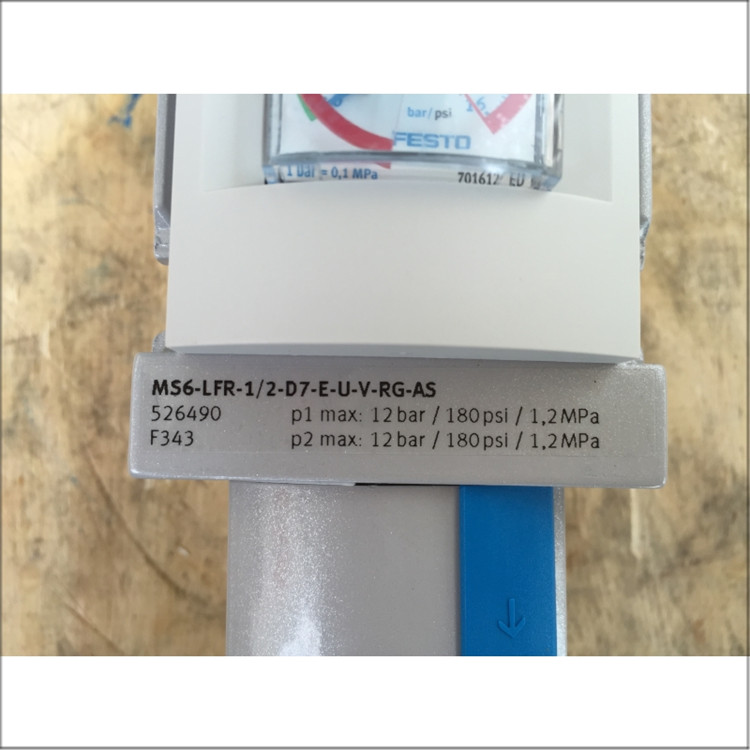 bar/psi
FESTO
1 bar = 0,1 MPa 701612 EU
MS6-LFR-1/2-D7-E-U-V-RG-AS
526490 p1 max: 12 bar / 180 psi / 1,2 MPa
F343 p2 max: 12 bar / 180 psi / 1,2 MPa